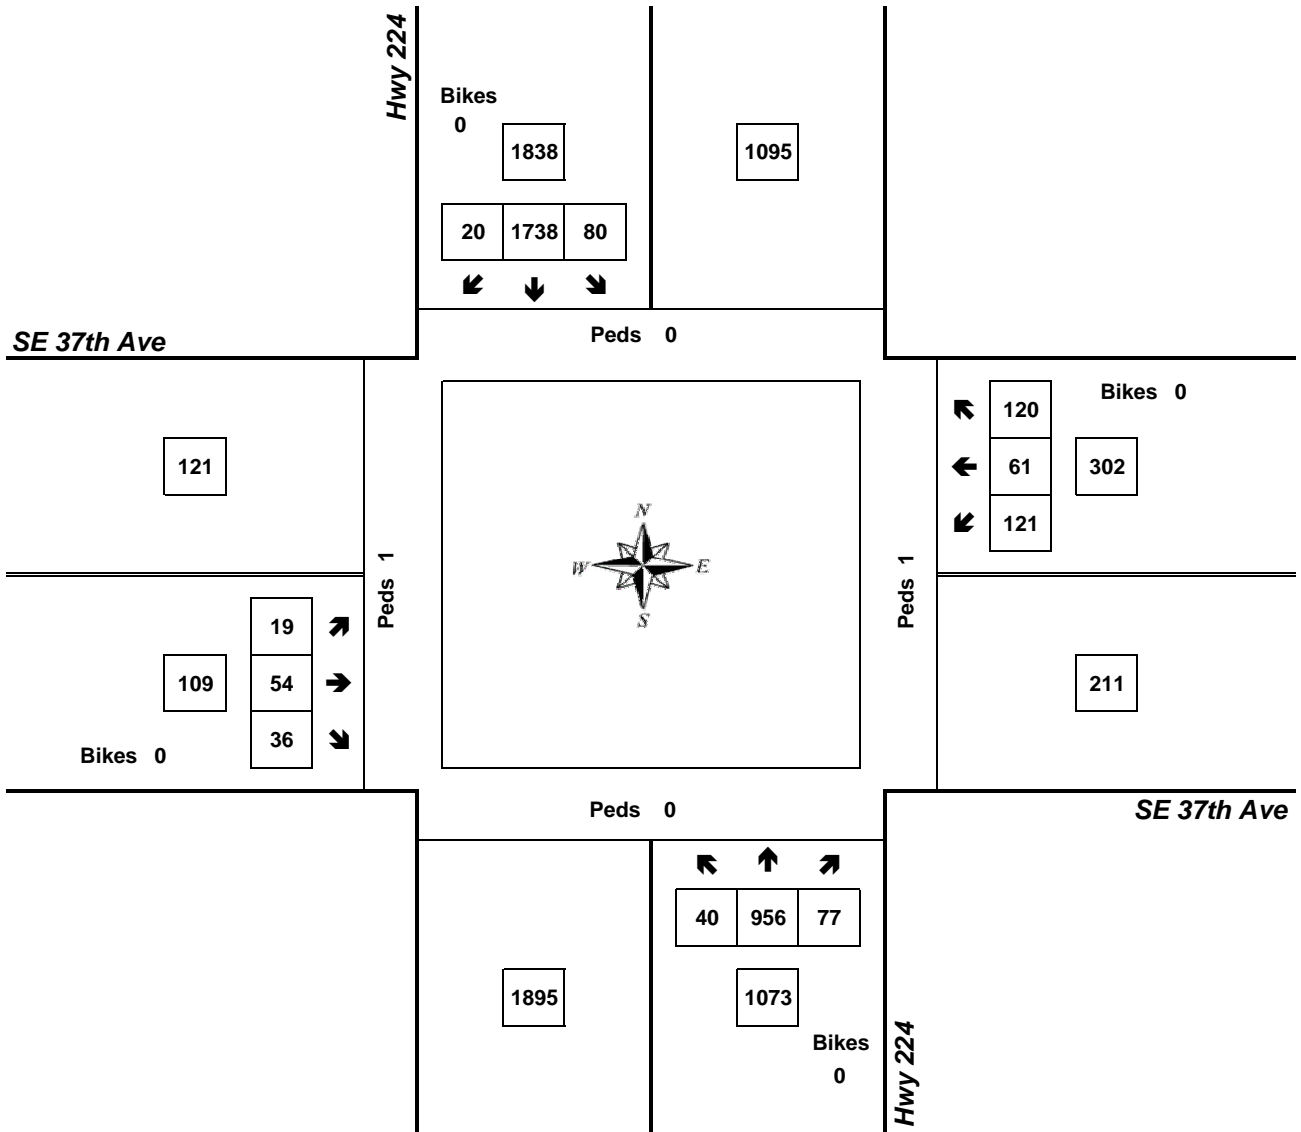 Hwy 224
Bikes
0
1838
1095
20 1738 80
Peds 0
SE 37th Ave
Bikes 0
120
121
61 302
121
N
W E
S
Peds 1
Peds 1
19
109 54
211
36
Bikes 0
Peds 0
SE 37th Ave
40 956 77
1895
1073
Bikes
0
Hwy 224